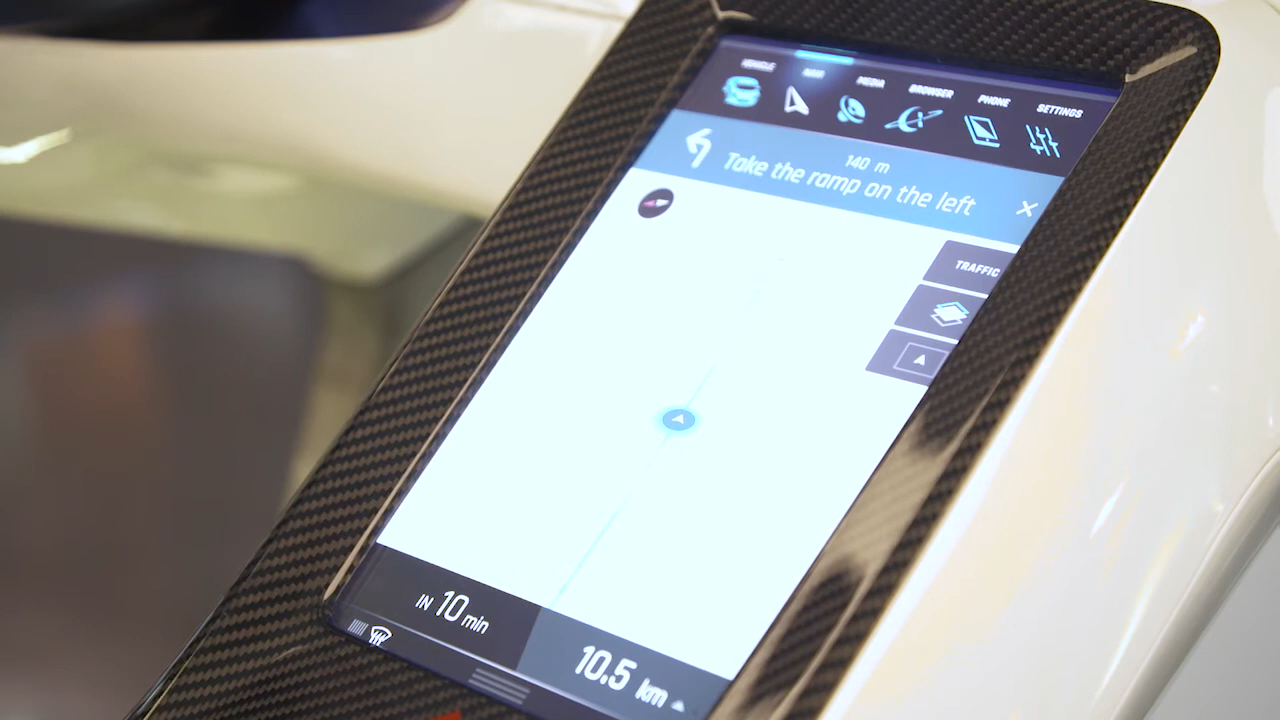 VEHICLE NAVI MEDIA BROWSER PHONE SETTINGS
140 m
Take the ramp on the left
TRAFFIC
IN 10 min
10.5 km